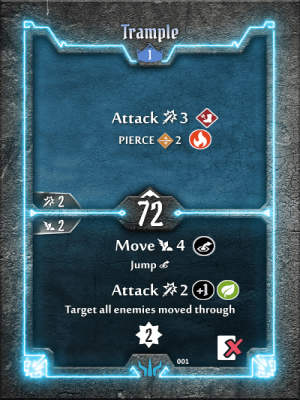 Trample
1
Attack 3
PIERCE 2
2
72
2
Move 4
Jump
Attack 2 +1
Target all enemies moved through
2
001